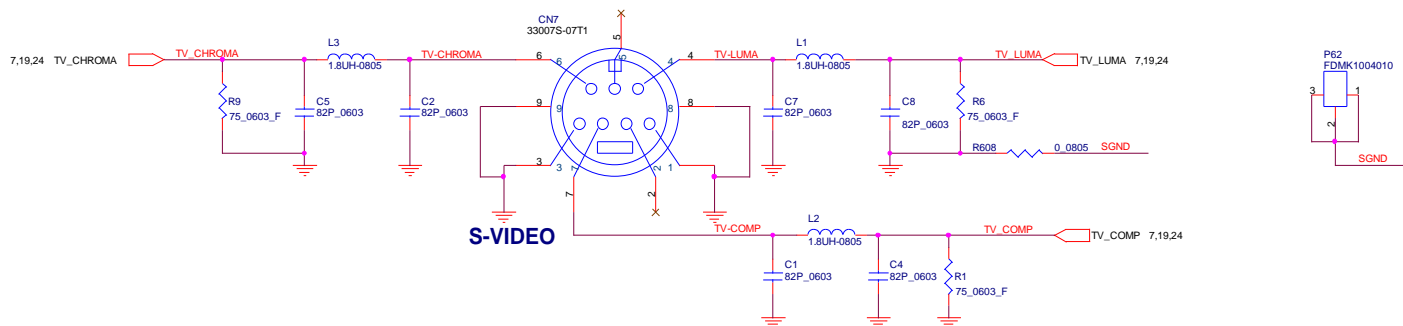 CN7
33007S-07T1
5
7,19,24 TV_CHROMA
TV_CHROMA
L3
1.8UH-0805
TV-CHROMA
6
6
5
4
4
TV-LUMA
L1
1.8UH-0805
TV_LUMA
TV_LUMA 7,19,24
P62
FDMK1004010
3
1
2
SGND
R9
75_0603_F
C5
82P_0603
C2
82P_0603
9
9
8
8
C7
82P_0603
C8
82P_0603
R6
75_0603_F
R608
0_0805
SGND
3
3
7
2
1
1
7
2
S-VIDEO
TV-COMP
L2
1.8UH-0805
TV_COMP
TV_COMP 7,19,24
C1
82P_0603
C4
82P_0603
R1
75_0603_F